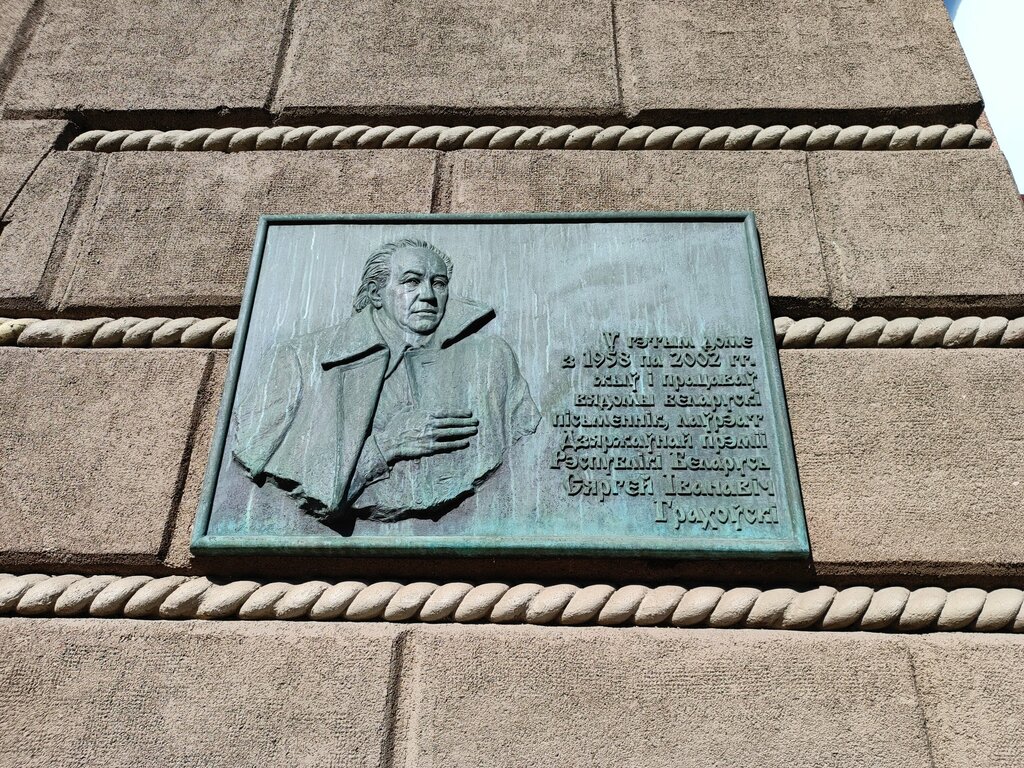 У гэтым доме
з 1958 па 2002 гг.
жыў і працаваў
вядомы беларускі
пісьменнік, лаўрэат
Дзяржаўнай прэміі
Рэспублікі Беларусь
Сяргей Іванавіч
Грахоўскі